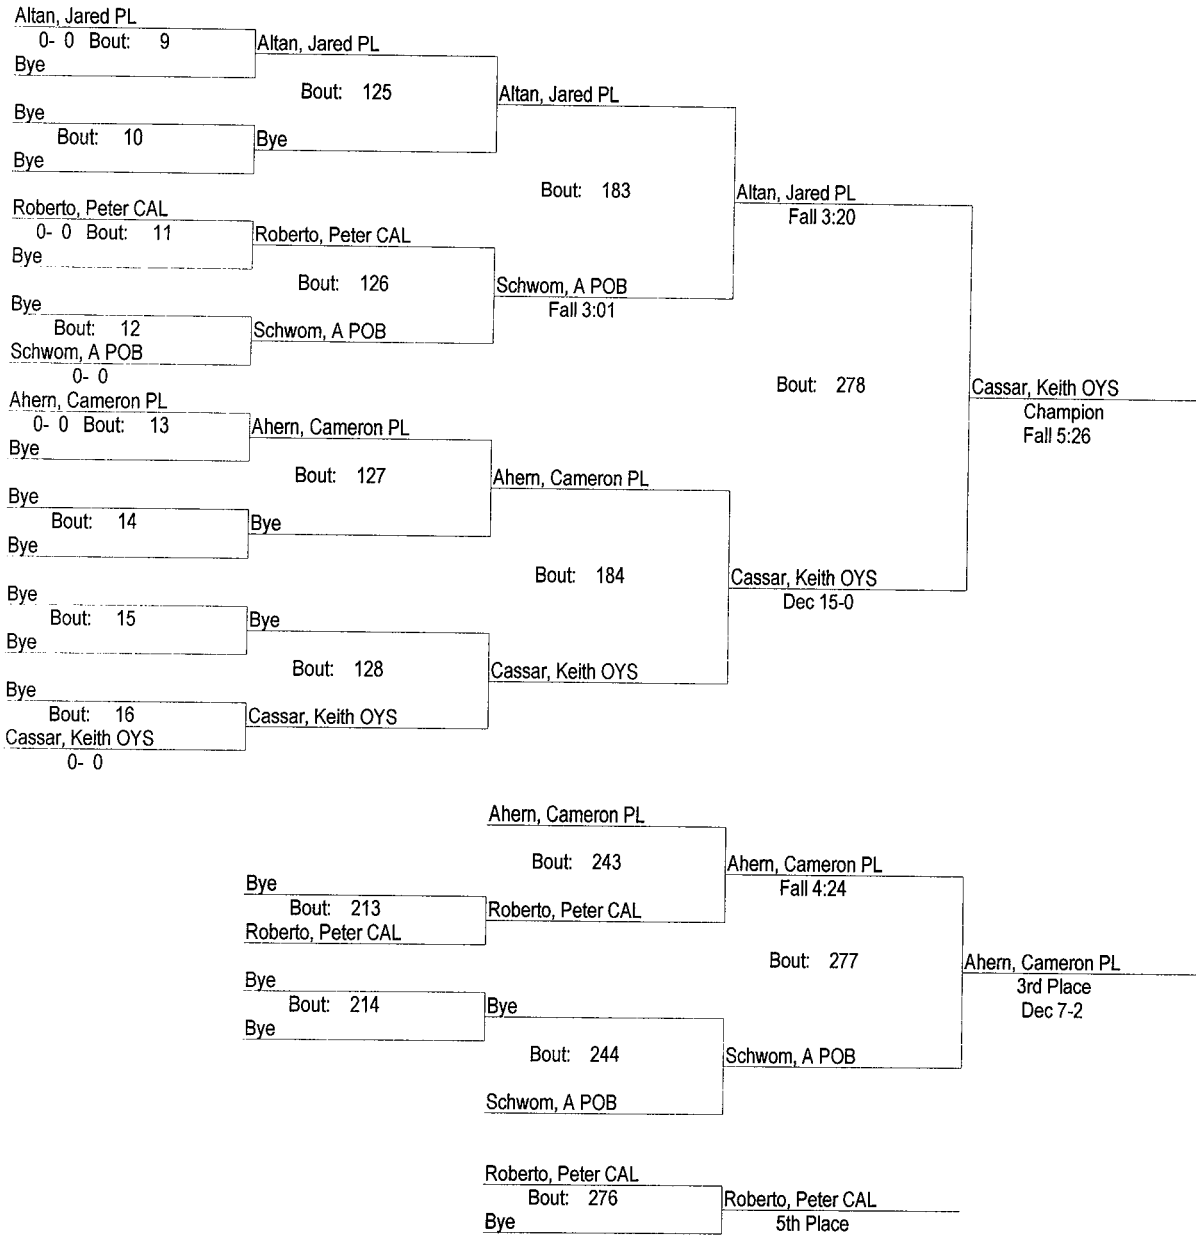 Altan, Jared PL
0- 0 Bout: 9
Bye
Altan, Jared PL
Bout: 125
Bye
Bout: 10
Bye
Bye
Altan, Jared PL
Bout: 183
Roberto, Peter CAL
0- 0 Bout: 11
Bye
Roberto, Peter CAL
Bout: 126
Bye
Bout: 12
Schwom, A POB
0- 0
Schwom, A POB
Schwom, A POB
Fall 3:01
Altan, Jared PL
Fall 3:20
Bout: 278
Ahern, Cameron PL
0- 0 Bout: 13
Bye
Ahern, Cameron PL
Bout: 127
Bye
Bout: 14
Bye
Bye
Ahern, Cameron PL
Bout: 184
Bye
Bout: 15
Bye
Bye
Bout: 128
Bye
Bout: 16
Cassar, Keith OYS
0- 0
Cassar, Keith OYS
Cassar, Keith OYS
Cassar, Keith OYS
Dec 15-0
Cassar, Keith OYS
Champion
Fall 5:26
Ahern, Cameron PL
Bout: 243
Bye
Bout: 213
Roberto, Peter CAL
Roberto, Peter CAL
Ahern, Cameron PL
Fall 4:24
Bout: 277
Bye
Bout: 214
Bye
Bye
Bout: 244
Schwom, A POB
Schwom, A POB
Ahern, Cameron PL
3rd Place
Dec 7-2
Roberto, Peter CAL
Bout: 276
Bye
Roberto, Peter CAL
5th Place